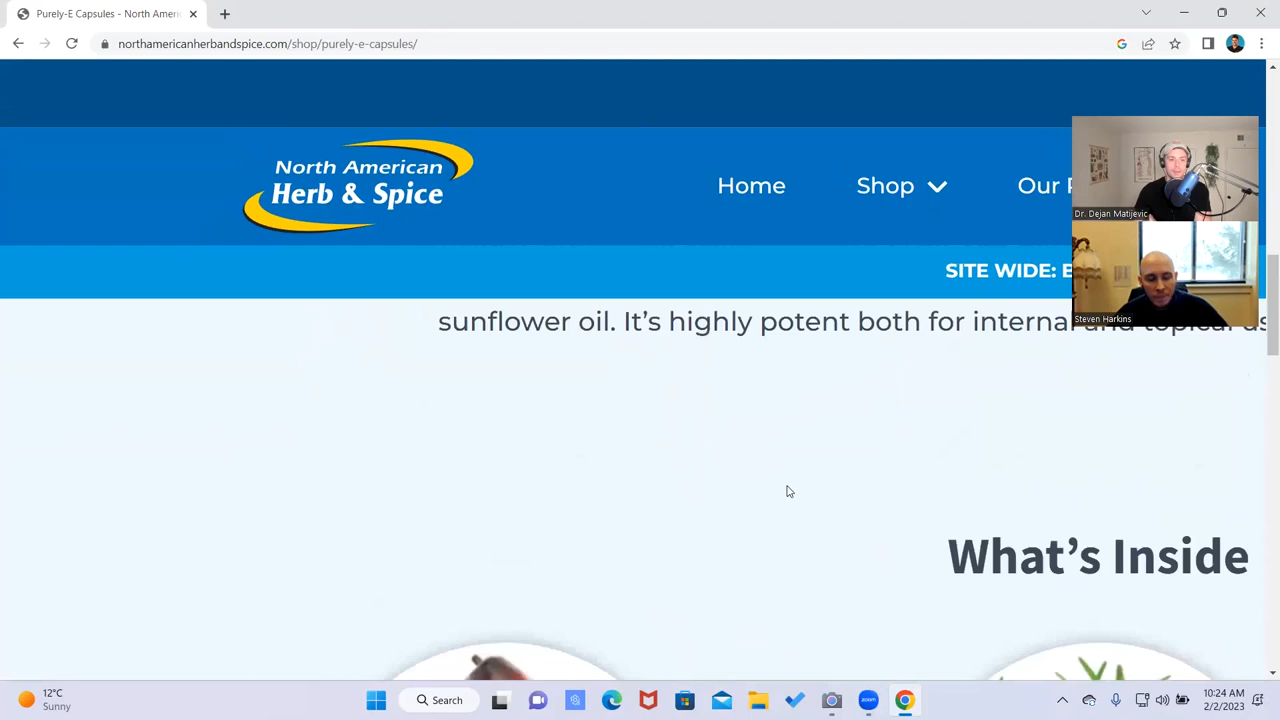 Purely-E Capsules - North Ameri
northamericanherbandspice.com/shop/purely-e-capsules/
North American
Herb & Spice
Home
Shop
Our
SITE WIDE:
Dr. Dejan Matijevic
Steven Harkins
sunflower oil. It’s highly potent both for internal and topical us
What’s Inside
12°C
Sunny
Search
zoom
10:24 AM
2/2/2023